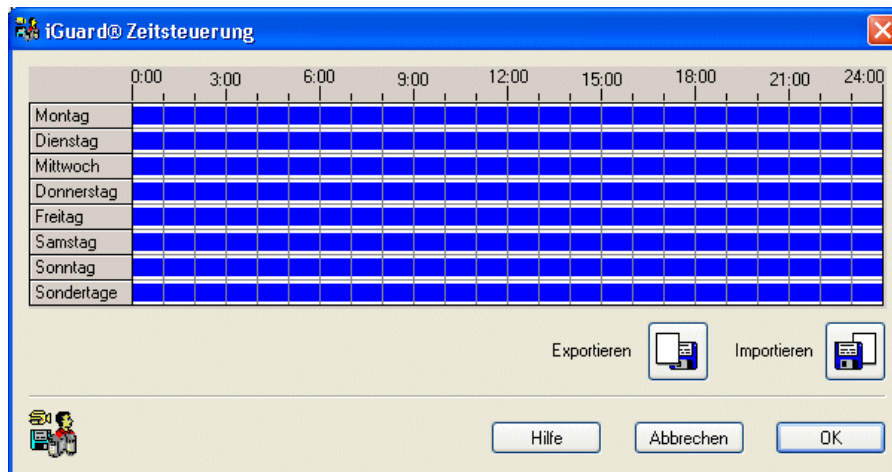 iGuard® Zeitsteuerung
0:00 3:00 6:00 9:00 12:00 15:00 18:00 21:00 24:00
Montag
Dienstag
Mittwoch
Donnerstag
Freitag
Samstag
Sonntag
Sondertage
Exportieren Importieren
Hilfe Abbrechen OK